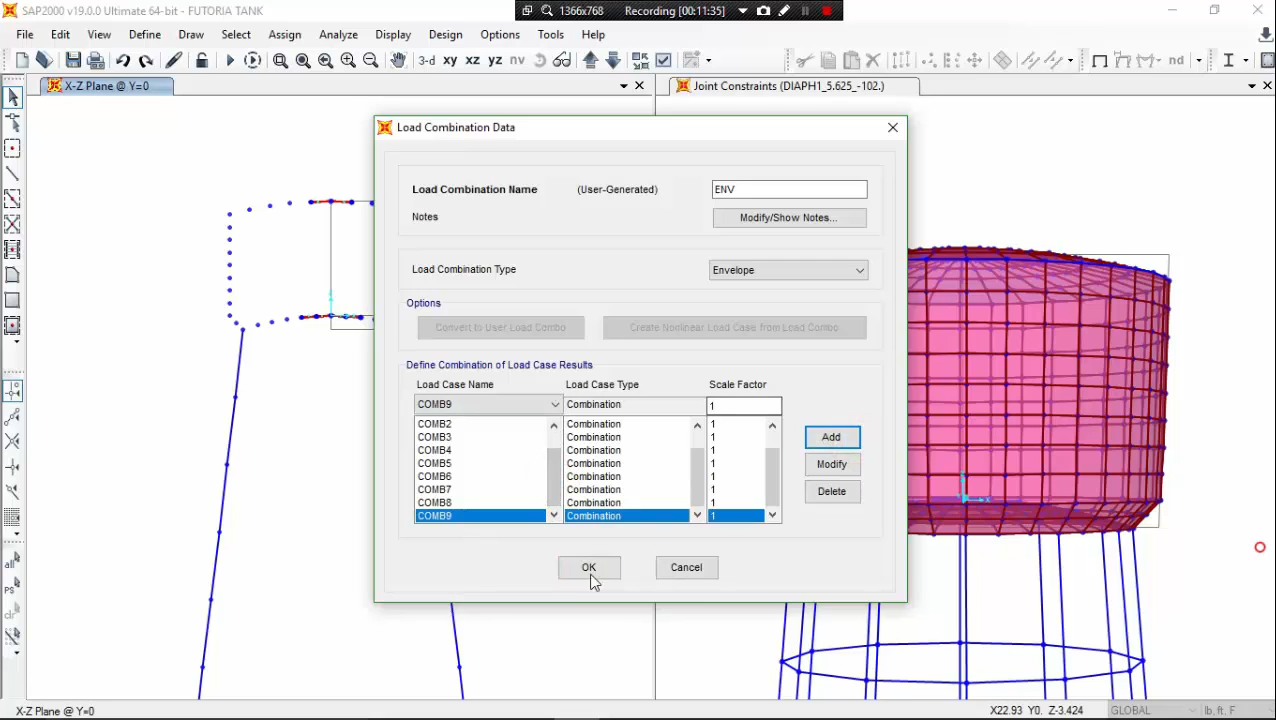 SAP2000 v19.0.0 Ultimate 64-bit - FUTORIA TANK
1366x768
Recording [00:11:35]
File Edit View Define Draw Select Assign Analyze Display Design Options Tools Help
3-d xy xz yz nv
nd
X-Z Plane @ Y=0
Joint Constraints (DIAPH1_5.625_-102.)
Load Combination Data
Load Combination Name (User-Generated) ENV
Notes Modify/Show Notes...
Load Combination Type Envelope
Options
Convert to User Load Combo Create Nonlinear Load Case from Load Combo
Define Combination of Load Case Results
Load Case Name Load Case Type Scale Factor
COMB9 Combination 1
COMB2 Combination 1
COMB3 Combination 1
COMB4 Combination 1
COMB5 Combination 1
COMB6 Combination 1
COMB7 Combination 1
COMB8 Combination 1
COMB9 Combination 1
Add
Modify
Delete
OK Cancel
all
PS
clr
X-Z Plane @ Y=0
X22.93 Y0. Z-3.424
GLOBAL
lb, ft, F